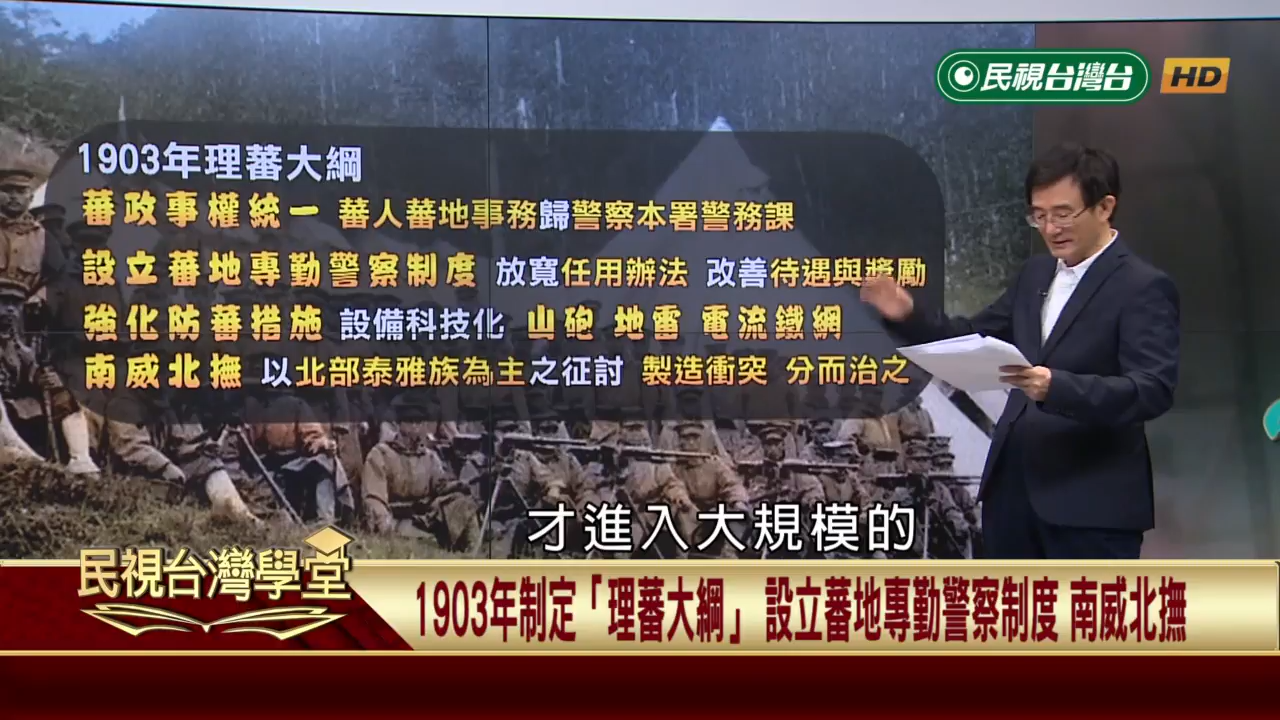 民視台灣台 HD
1903年理蕃大綱
蕃政事權統一 蕃人蕃地事務歸警察本署警務課
設立蕃地專勤警察制度 放寬任用辦法 改善待遇與獎勵
強化防蕃措施 設備科技化 山砲 地雷 電流鐵網
南威北撫 以北部泰雅族為主之征討 製造衝突 分而治之
才進入大規模的
民視台灣學堂
1903年制定「理蕃大綱」 設立蕃地專勤警察制度 南威北撫